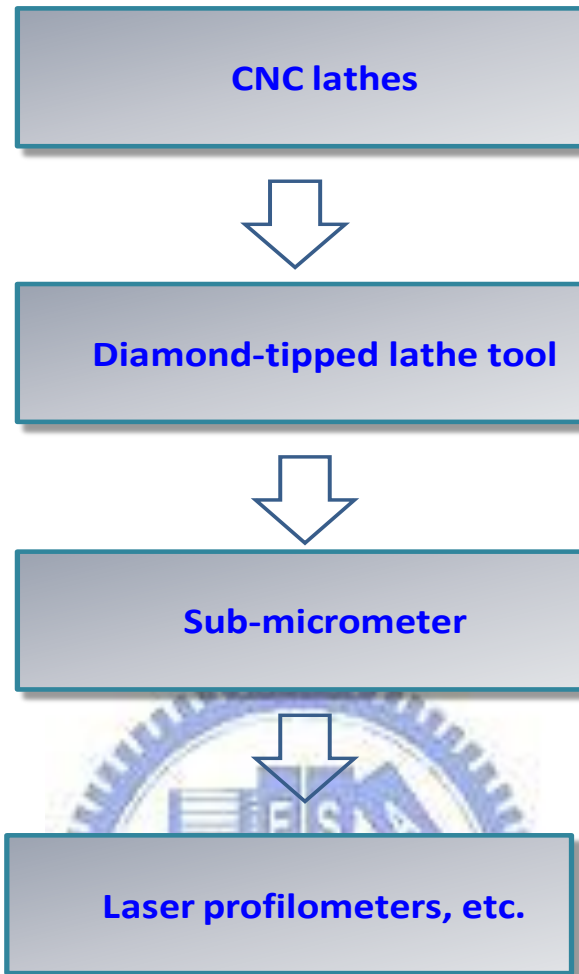 CNC lathes
Diamond-tipped lathe tool
Sub-micrometer
Laser profilometers, etc.